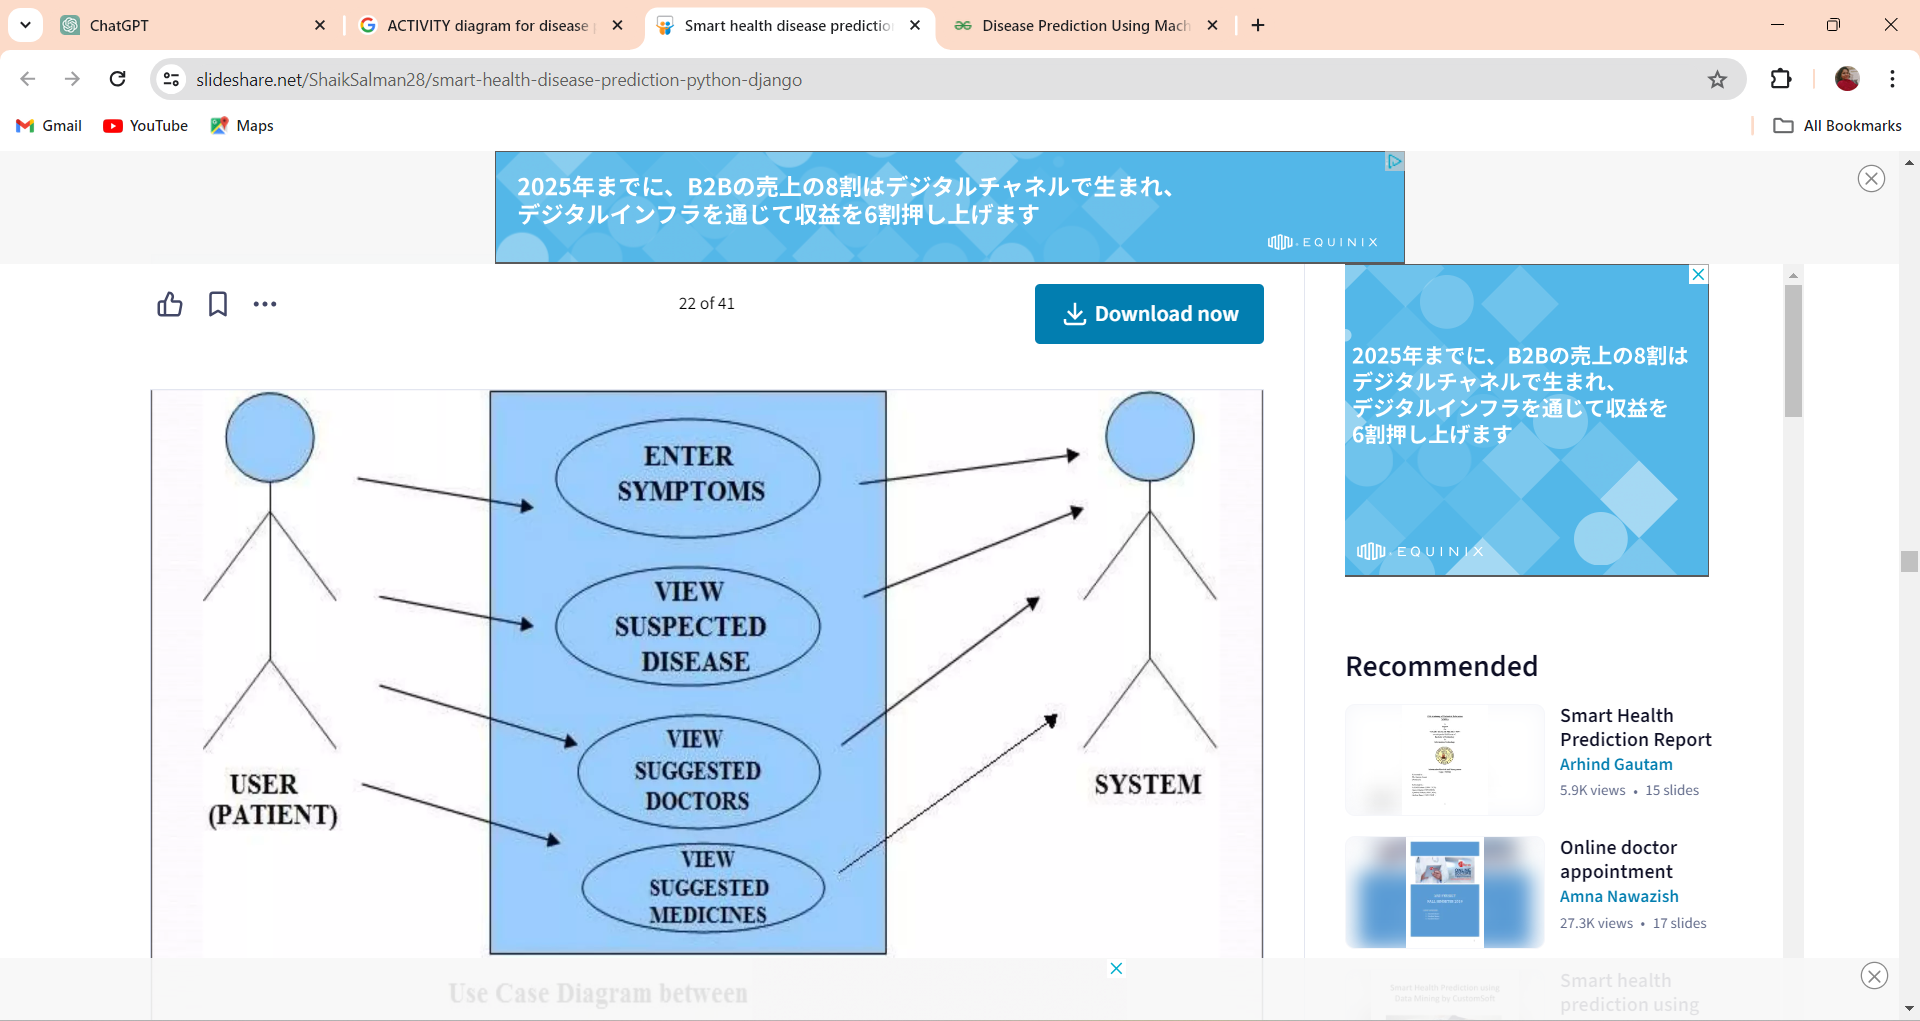 ChatGPT
ACTIVITY diagram for disease
Smart health disease predictio
Disease Prediction Using Mach
slideshare.net/ShaikSalman28/smart-health-disease-prediction-python-django
Gmail
YouTube
Maps
All Bookmarks
2025年までに、B2Bの売上の8割はデジタルチャネルで生まれ、
デジタルインフラを通じて収益を6割押し上げます
EQUINIX
22 of 41
Download now
2025年までに、B2Bの売上の8割は
デジタルチャネルで生まれ、
デジタルインフラを通じて収益を
6割押し上げます
EQUINIX
ENTER
SYMPTOMS
VIEW
SUSPECTED
DISEASE
VIEW
SUGGESTED
DOCTORS
VIEW
SUGGESTED
MEDICINES
USER
(PATIENT)
SYSTEM
Use Case Diagram between
Recommended
Smart Health
Prediction Report
Arhind Gautam
5.9K views • 15 slides
Online doctor
appointment
Amna Nawazish
27.3K views • 17 slides
Smart Health Prediction using
Data Mining by Customsoft
Smart health
prediction using